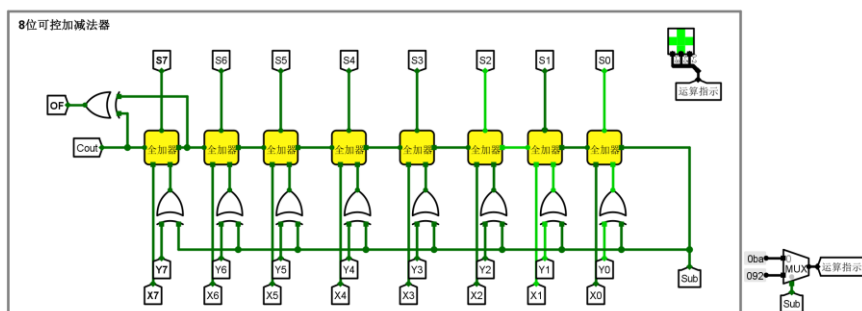 8位可控加减法器
S7 S6 S5 S4 S3 S2 S1 S0
运算指示
OF
Cout 全加器 全加器 全加器 全加器 全加器 全加器 全加器 全加器
Y7 Y6 Y5 Y4 Y3 Y2 Y1 Y0
Sub
X7 X6 X5 X4 X3 X2 X1 X0
0ba 0
092 MUX 运算指示
Sub